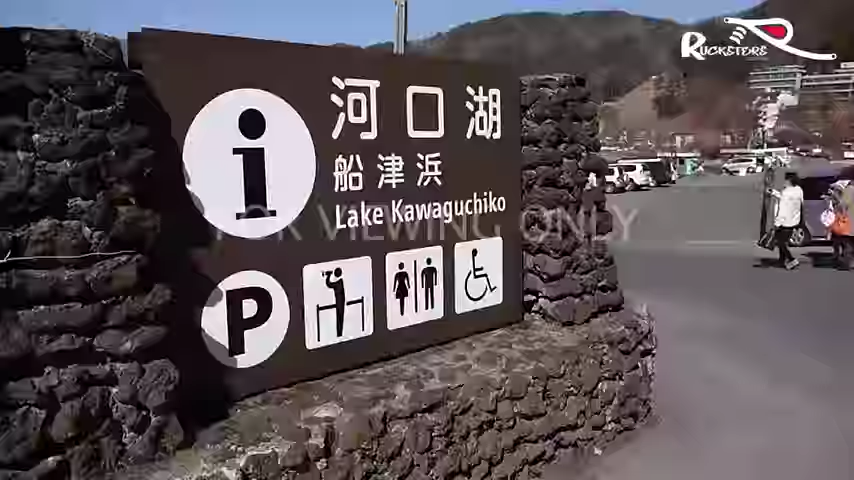 RUCKSTERS
i
河口湖
船津浜
Lake Kawaguchiko
FOR VIEWING ONLY
P